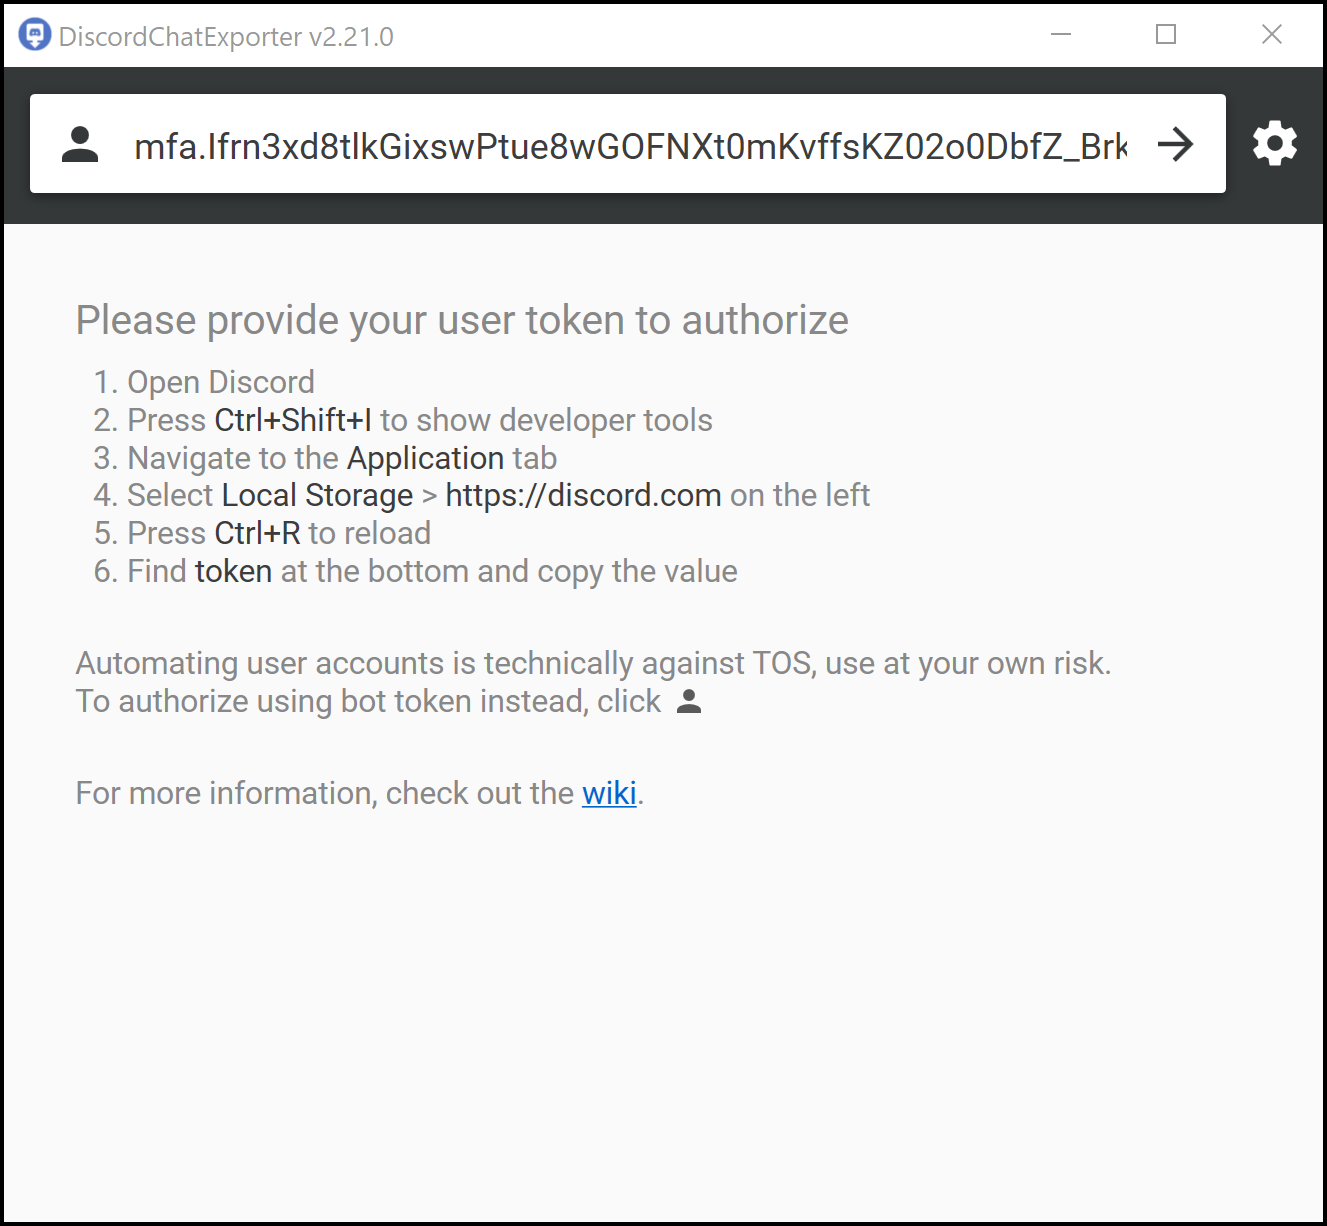 DiscordChatExporter v2.21.0
mfa.Ifrn3xd8tlkGixswPtue8wGOFNXt0mKvffsKZ02o0DbfZ_Brk
Please provide your user token to authorize
1. Open Discord
2. Press Ctrl+Shift+I to show developer tools
3. Navigate to the Application tab
4. Select Local Storage > https://discord.com on the left
5. Press Ctrl+R to reload
6. Find token at the bottom and copy the value
Automating user accounts is technically against TOS, use at your own risk.
To authorize using bot token instead, click
For more information, check out the wiki.